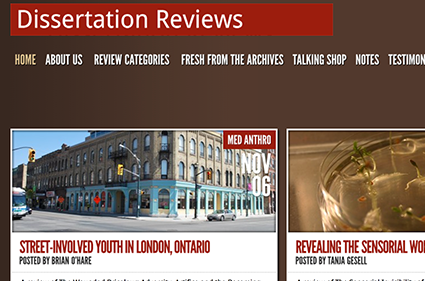 Dissertation Reviews
HOME ABOUT US REVIEW CATEGORIES FRESH FROM THE ARCHIVES TALKING SHOP NOTES TESTIMON
MED ANTHRO
NOV
06
STREET-INVOLVED YOUTH IN LONDON, ONTARIO
POSTED BY BRIAN O'HARE
REVEALING THE SENSORIAL WO
POSTED BY TANIA GESELL